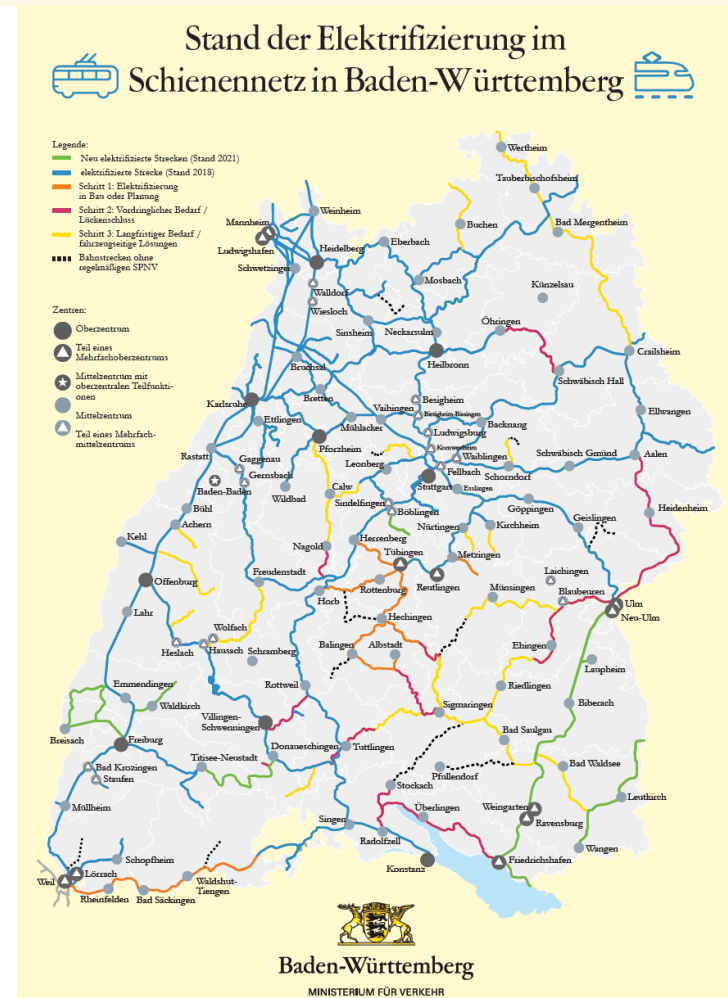 Stand der Elektrifizierung im
Schienennetz in Baden-Württemberg
Legende:
Neu elektrifizierte Strecken (Stand 2021)
elektrifizierte Strecke (Stand 2018)
Schritt 1: Elektrifizierung
in Bau oder Planung
Schritt 2: Vordringlicher Bedarf /
Lückenschluss
Schritt 3: Langfristiger Bedarf /
fahrzeugseitige Lösungen
Bahnstrecken ohne
regelmäßigen SPNV
Zentren:
Oberzentrum
Teil eines
Mehrfachoberzentrums
Mittelzentrum mit
oberzentralen Teilfunkti-
onen
Mittelzentrum
Teil eines Mehrfach-
mittelzentrums
Wertheim
Tauberbischofsheim
Weinheim
Mannheim
Buchen
Bad Mergentheim
Ludwigshafen
Heidelberg
Eberbach
Schwetzingen
Mosbach
Walldorf
Künzelsau
Wiesloch
Sinsheim
Neckarsulm
Öhringen
Heilbronn
Crailsheim
Bruchsal
Schwäbisch Hall
Karlsruhe
Bretten
Besigheim
Vaihingen
Bietigheim-Bissingen
Ellwangen
Ettlingen
Mühlacker
Backnang
Ludwigsburg
Pforzheim
Kornwestheim
Rastatt
Gaggenau
Leonberg
Waiblingen
Schwäbisch Gmünd
Aalen
Gernsbach
Fellbach
Schorndorf
Baden-Baden
Wildbad
Calw
Stuttgart
Esslingen
Sindelfingen
Göppingen
Heidenheim
Bühl
Böblingen
Achern
Nürtingen
Kirchheim
Geislingen
Kehl
Nagold
Herrenberg
Tübingen
Metzingen
Offenburg
Freudenstadt
Rottenburg
Reutlingen
Münsingen
Laichingen
Horb
Blaubeuren
Ulm
Neu-Ulm
Lahr
Hechingen
Wolfach
Heslach
Hausach
Schramberg
Balingen
Albstadt
Ehingen
Laupheim
Emmendingen
Rottweil
Riedlingen
Waldkirch
Villingen-
Schwenningen
Sigmaringen
Biberach
Breisach
Freiburg
Titisee-Neustadt
Donaueschingen
Tuttlingen
Bad Saulgau
Bad Krozingen
Staufen
Pfullendorf
Bad Waldsee
Stockach
Leutkirch
Müllheim
Singen
Überlingen
Weingarten
Ravensburg
Radolfzell
Wangen
Schopfheim
Lörrach
Waldshut-
Tiengen
Konstanz
Friedrichshafen
Weil
Rheinfelden
Bad Säckingen
Baden-Württemberg
MINISTERIUM FÜR VERKEHR